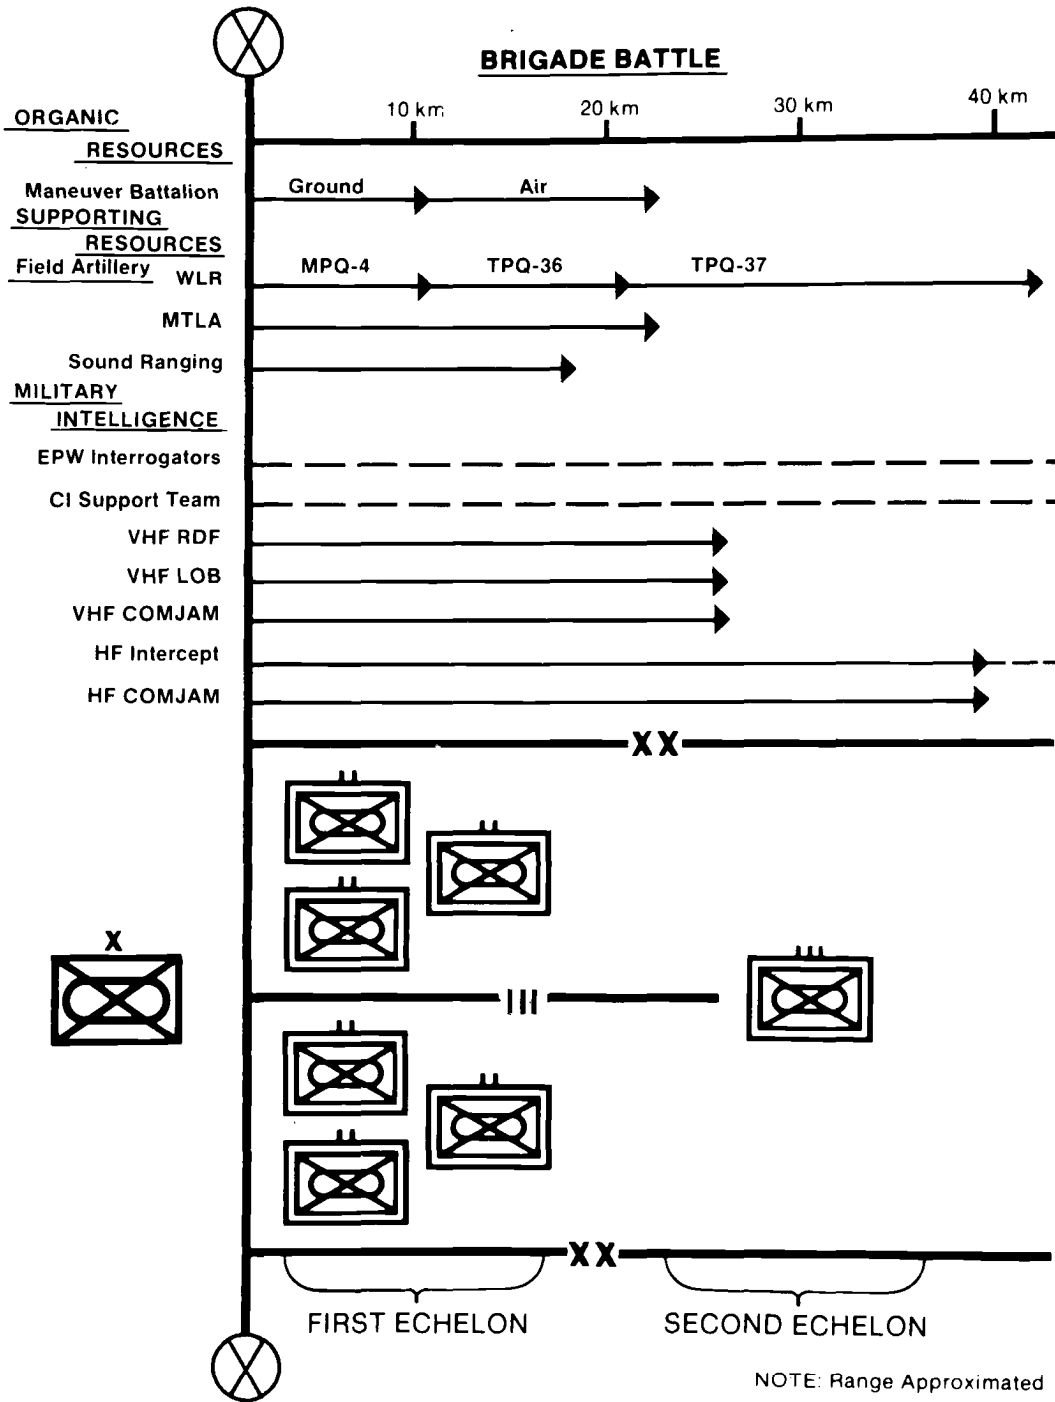 BRIGADE BATTLE
10 km
20 km
30 km
40 km
ORGANIC
RESOURCES
Maneuver Battalion
Ground
Air
SUPPORTING
RESOURCES
Field Artillery WLR
MPQ-4
TPQ-36
TPQ-37
MTLA
Sound Ranging
MILITARY
INTELLIGENCE
EPW Interrogators
CI Support Team
VHF RDF
VHF LOB
VHF COMJAM
HF Intercept
HF COMJAM
XX
X
III
XX
FIRST ECHELON
SECOND ECHELON
NOTE: Range Approximated